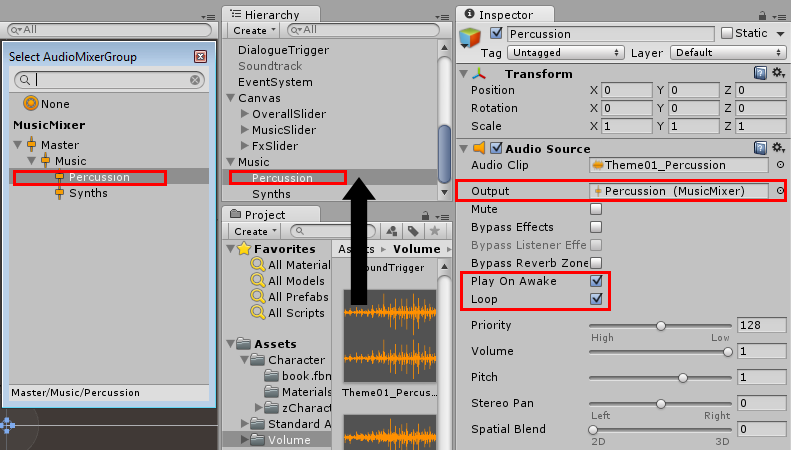 All
Select AudioMixerGroup
None
MusicMixer
Master
Music
Percussion
Synths
Master/Music/Percussion
Hierarchy
Create
All
DialogueTrigger
Soundtrack
EventSystem
Canvas
OverallSlider
MusicSlider
FxSlider
Music
Percussion
Synths
Project
Create
Favorites
All Material
All Models
All Prefabs
All Scripts
Assets
Character
book.fbn
Materials
zCharac
Standard A
Volume
Assets Volume
oundTrigger
Theme01_Percus...
Inspector
Percussion Static
Tag Untagged Layer Default
Transform
Position X 0 Y 0 Z 0
Rotation X 0 Y 0 Z 0
Scale X 1 Y 1 Z 1
Audio Source
Audio Clip Theme01_Percussion
Output Percussion (MusicMixer)
Mute
Bypass Effects
Bypass Listener Effe
Bypass Reverb Zone
Play On Awake
Loop
Priority 128
High Low
Volume 1
Pitch 1
Stereo Pan 0
Left Right
Spatial Blend 0
2D 3D